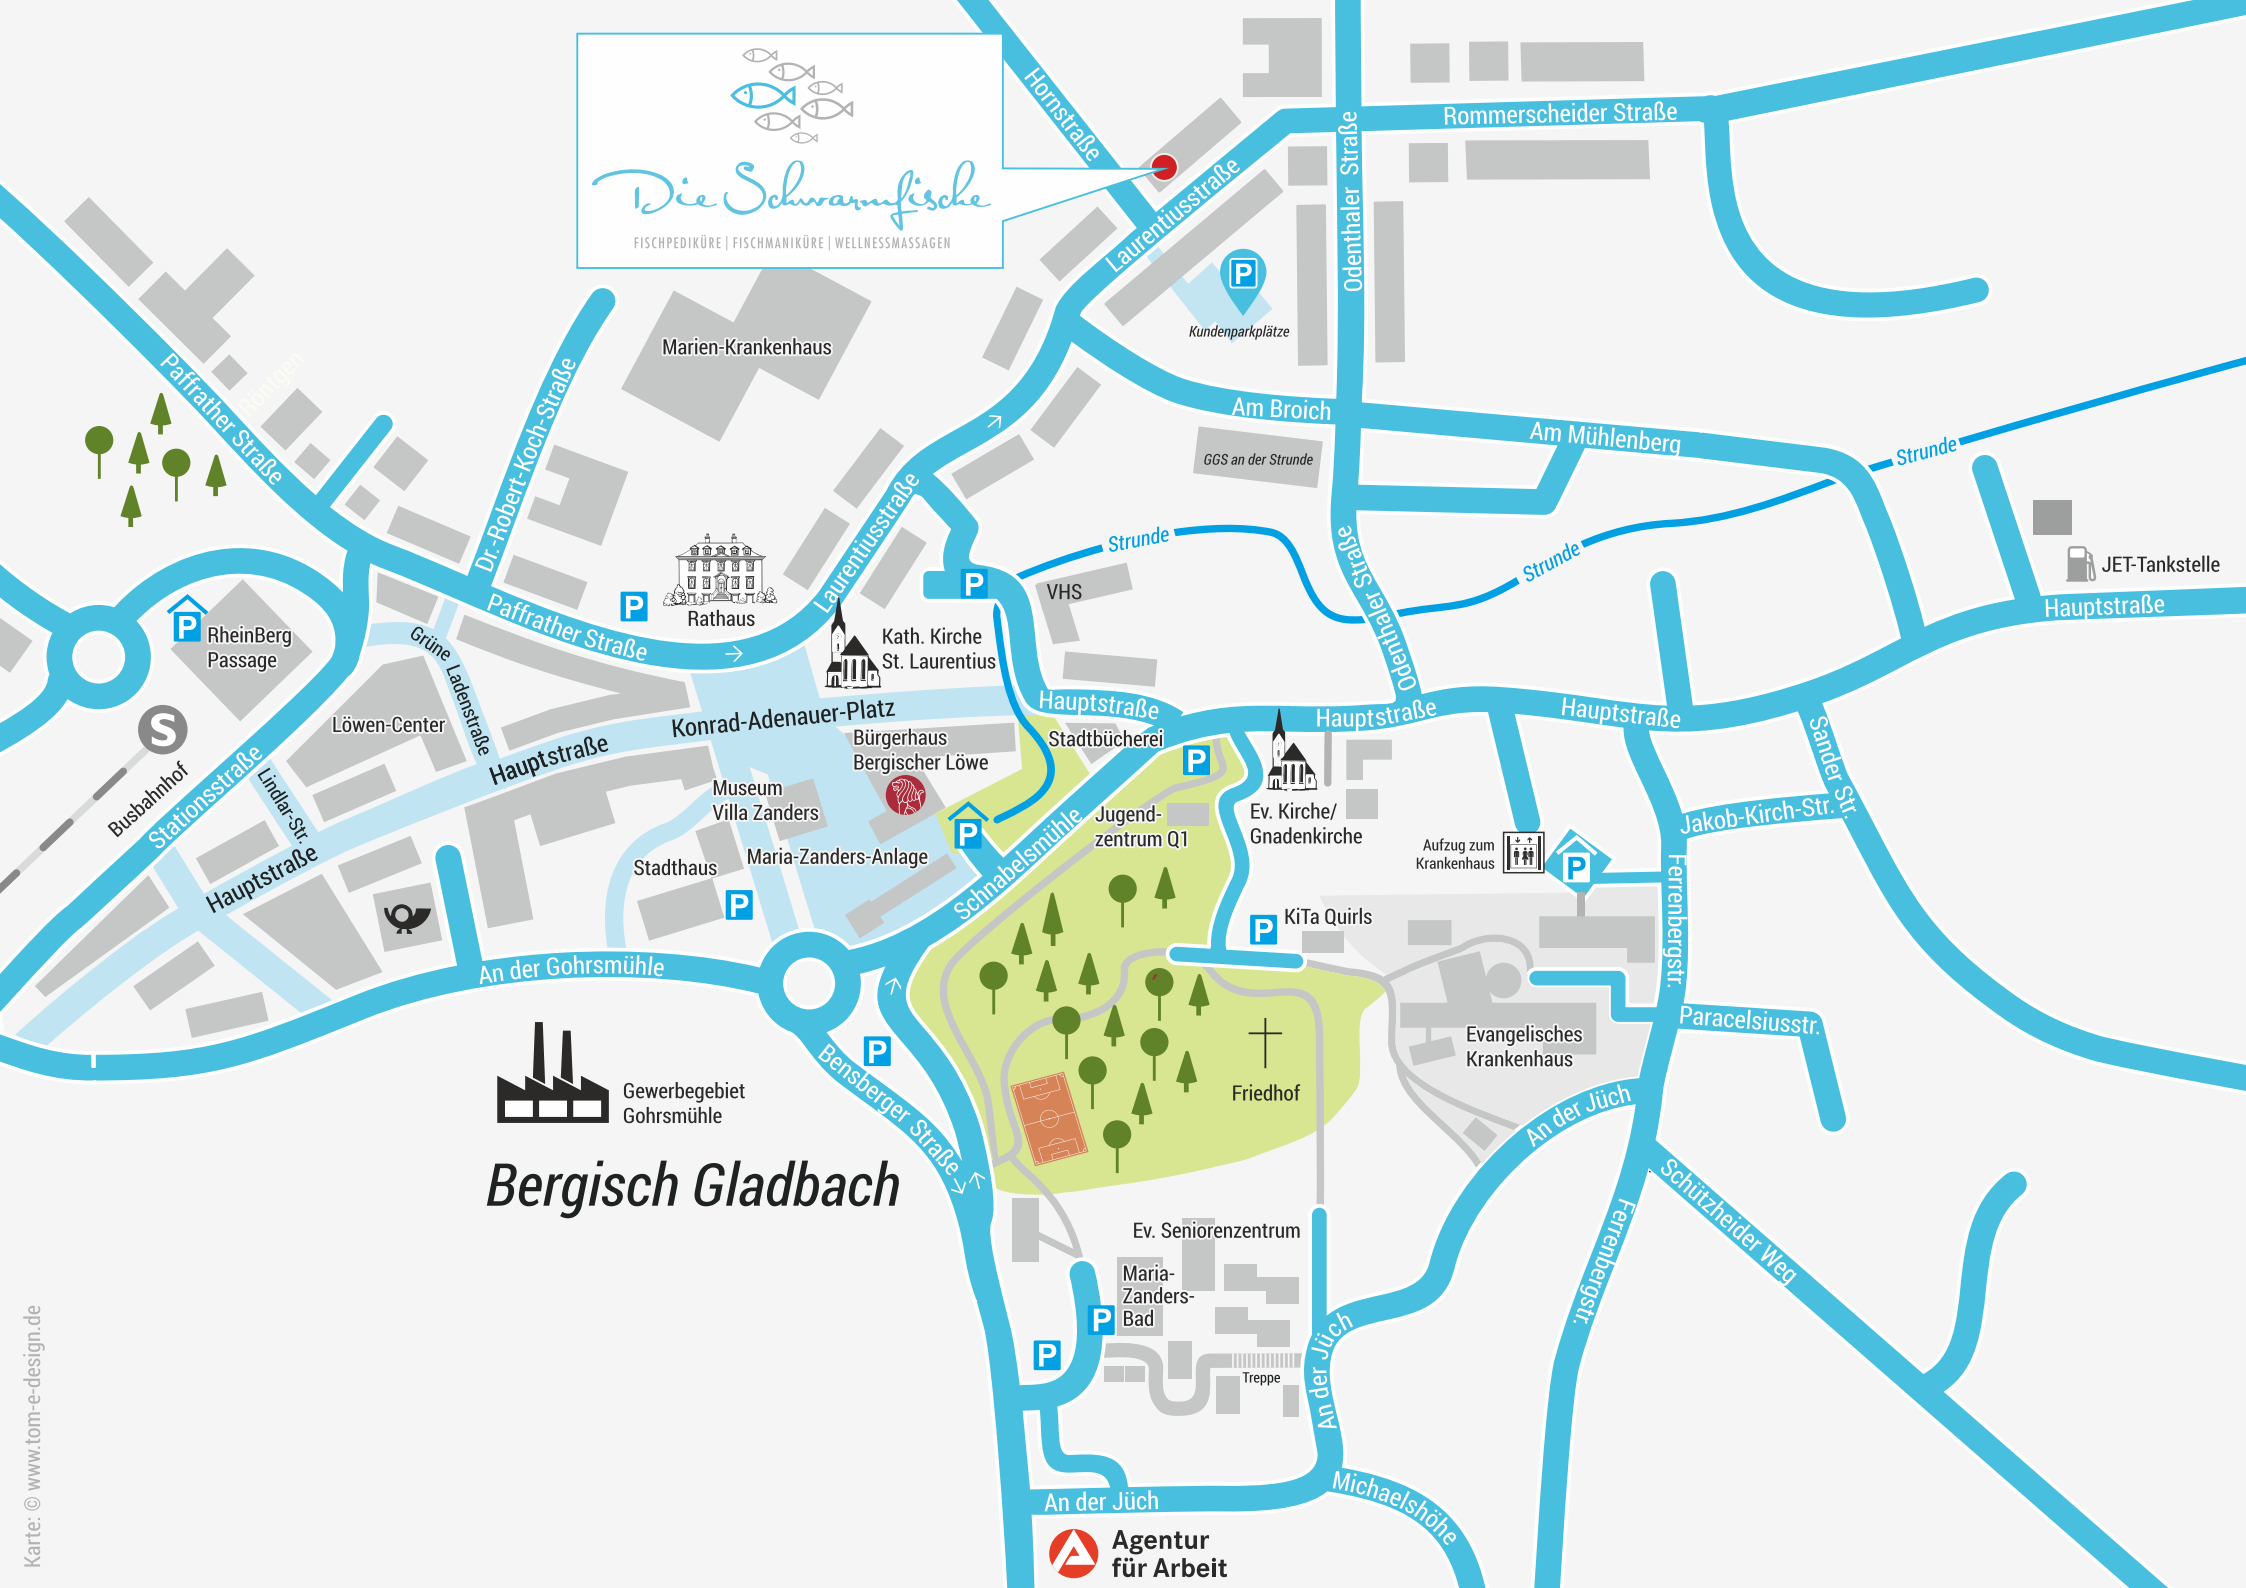 Die Schwarmfische
FISCHPEDIKÜRE | FISCHMANIKÜRE | WELLNESSMASSAGEN
Hornstraße
Laurentiusstraße
Odenthaler Straße
Rommerscheider Straße
P
Kundenparkplätze
Marien-Krankenhaus
Paffrather Straße
Röntgen
Dr.-Robert-Koch-Straße
Am Broich
Am Mühlenberg
GGS an der Strunde
Strunde
Strunde
Strunde
JET-Tankstelle
Hauptstraße
Laurentiusstraße
Odenthaler Straße
P
RheinBerg
Passage
Grüne Ladenstraße
Paffrather Straße
P
Rathaus
P
VHS
Kath. Kirche
St. Laurentius
S
Busbahnhof
Stationsstraße
Löwen-Center
Lindlar-Str.
Hauptstraße
Hauptstraße
Konrad-Adenauer-Platz
Bürgerhaus
Bergischer Löwe
Hauptstraße
Stadtbücherei
P
Hauptstraße
Hauptstraße
Sander Str.
Museum
Villa Zanders
Maria-Zanders-Anlage
Stadthaus
P
P
Schnabelsmühle
Jugend-
zentrum Q1
Ev. Kirche/
Gnadenkirche
Jakob-Kirch-Str.
Aufzug zum
Krankenhaus
P
Ferrenbergstr.
P
KiTa Quirls
An der Gohrsmühle
Gewerbegebiet
Gohrsmühle
P
Bensberger Straße
Evangelisches
Krankenhaus
Paracelsiusstr.
Friedhof
An der Jüch
Schützheider Weg
Ferrenbergstr.
Bergisch Gladbach
Ev. Seniorenzentrum
Maria-
Zanders-
Bad
P
P
Treppe
An der Jüch
An der Jüch
Michaelshöhe
Agentur
für Arbeit
Karte: © www.tom-e-design.de